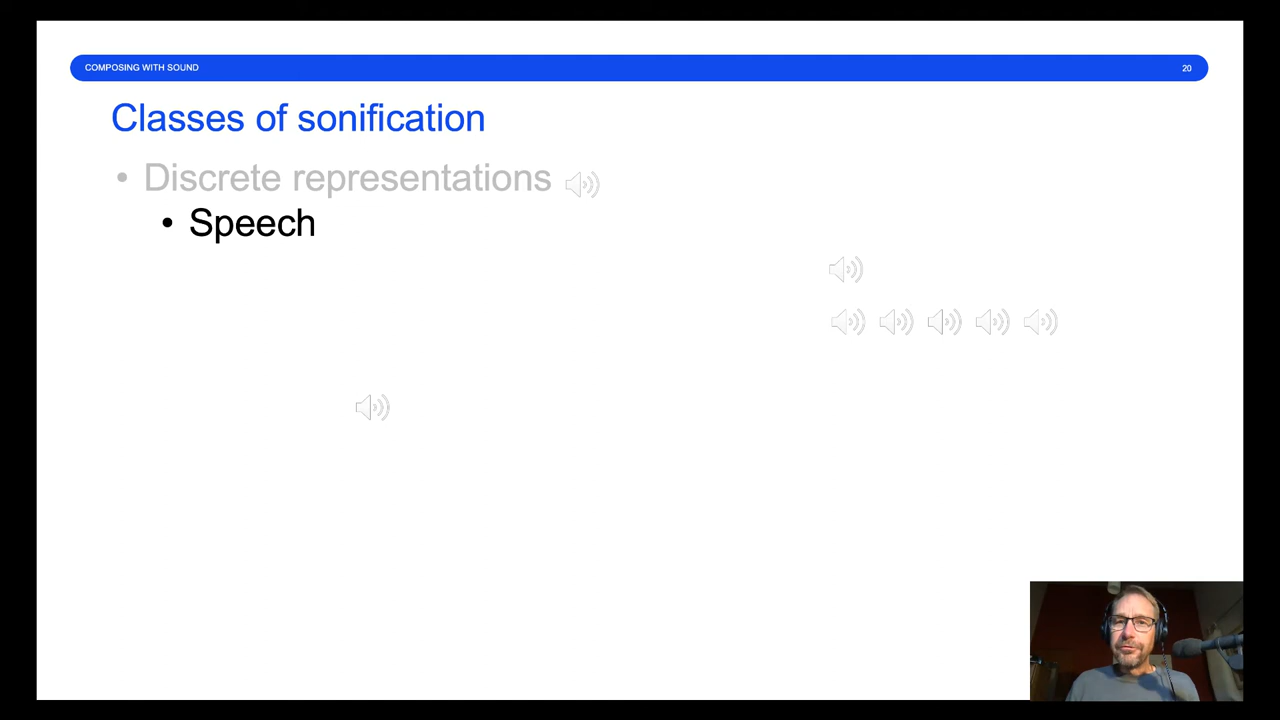 COMPOSING WITH SOUND
20
Classes of sonification
• Discrete representations
• Speech